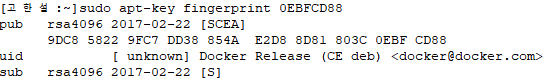 [고 한 설 :~]sudo apt-key fingerprint 0EBFCD88
pub   rsa4096 2017-02-22 [SCEA]
      9DC8 5822 9FC7 DD38 854A  E2D8 8D81 803C 0EBF CD88
uid           [ unknown] Docker Release (CE deb) <docker@docker.com>
sub   rsa4096 2017-02-22 [S]